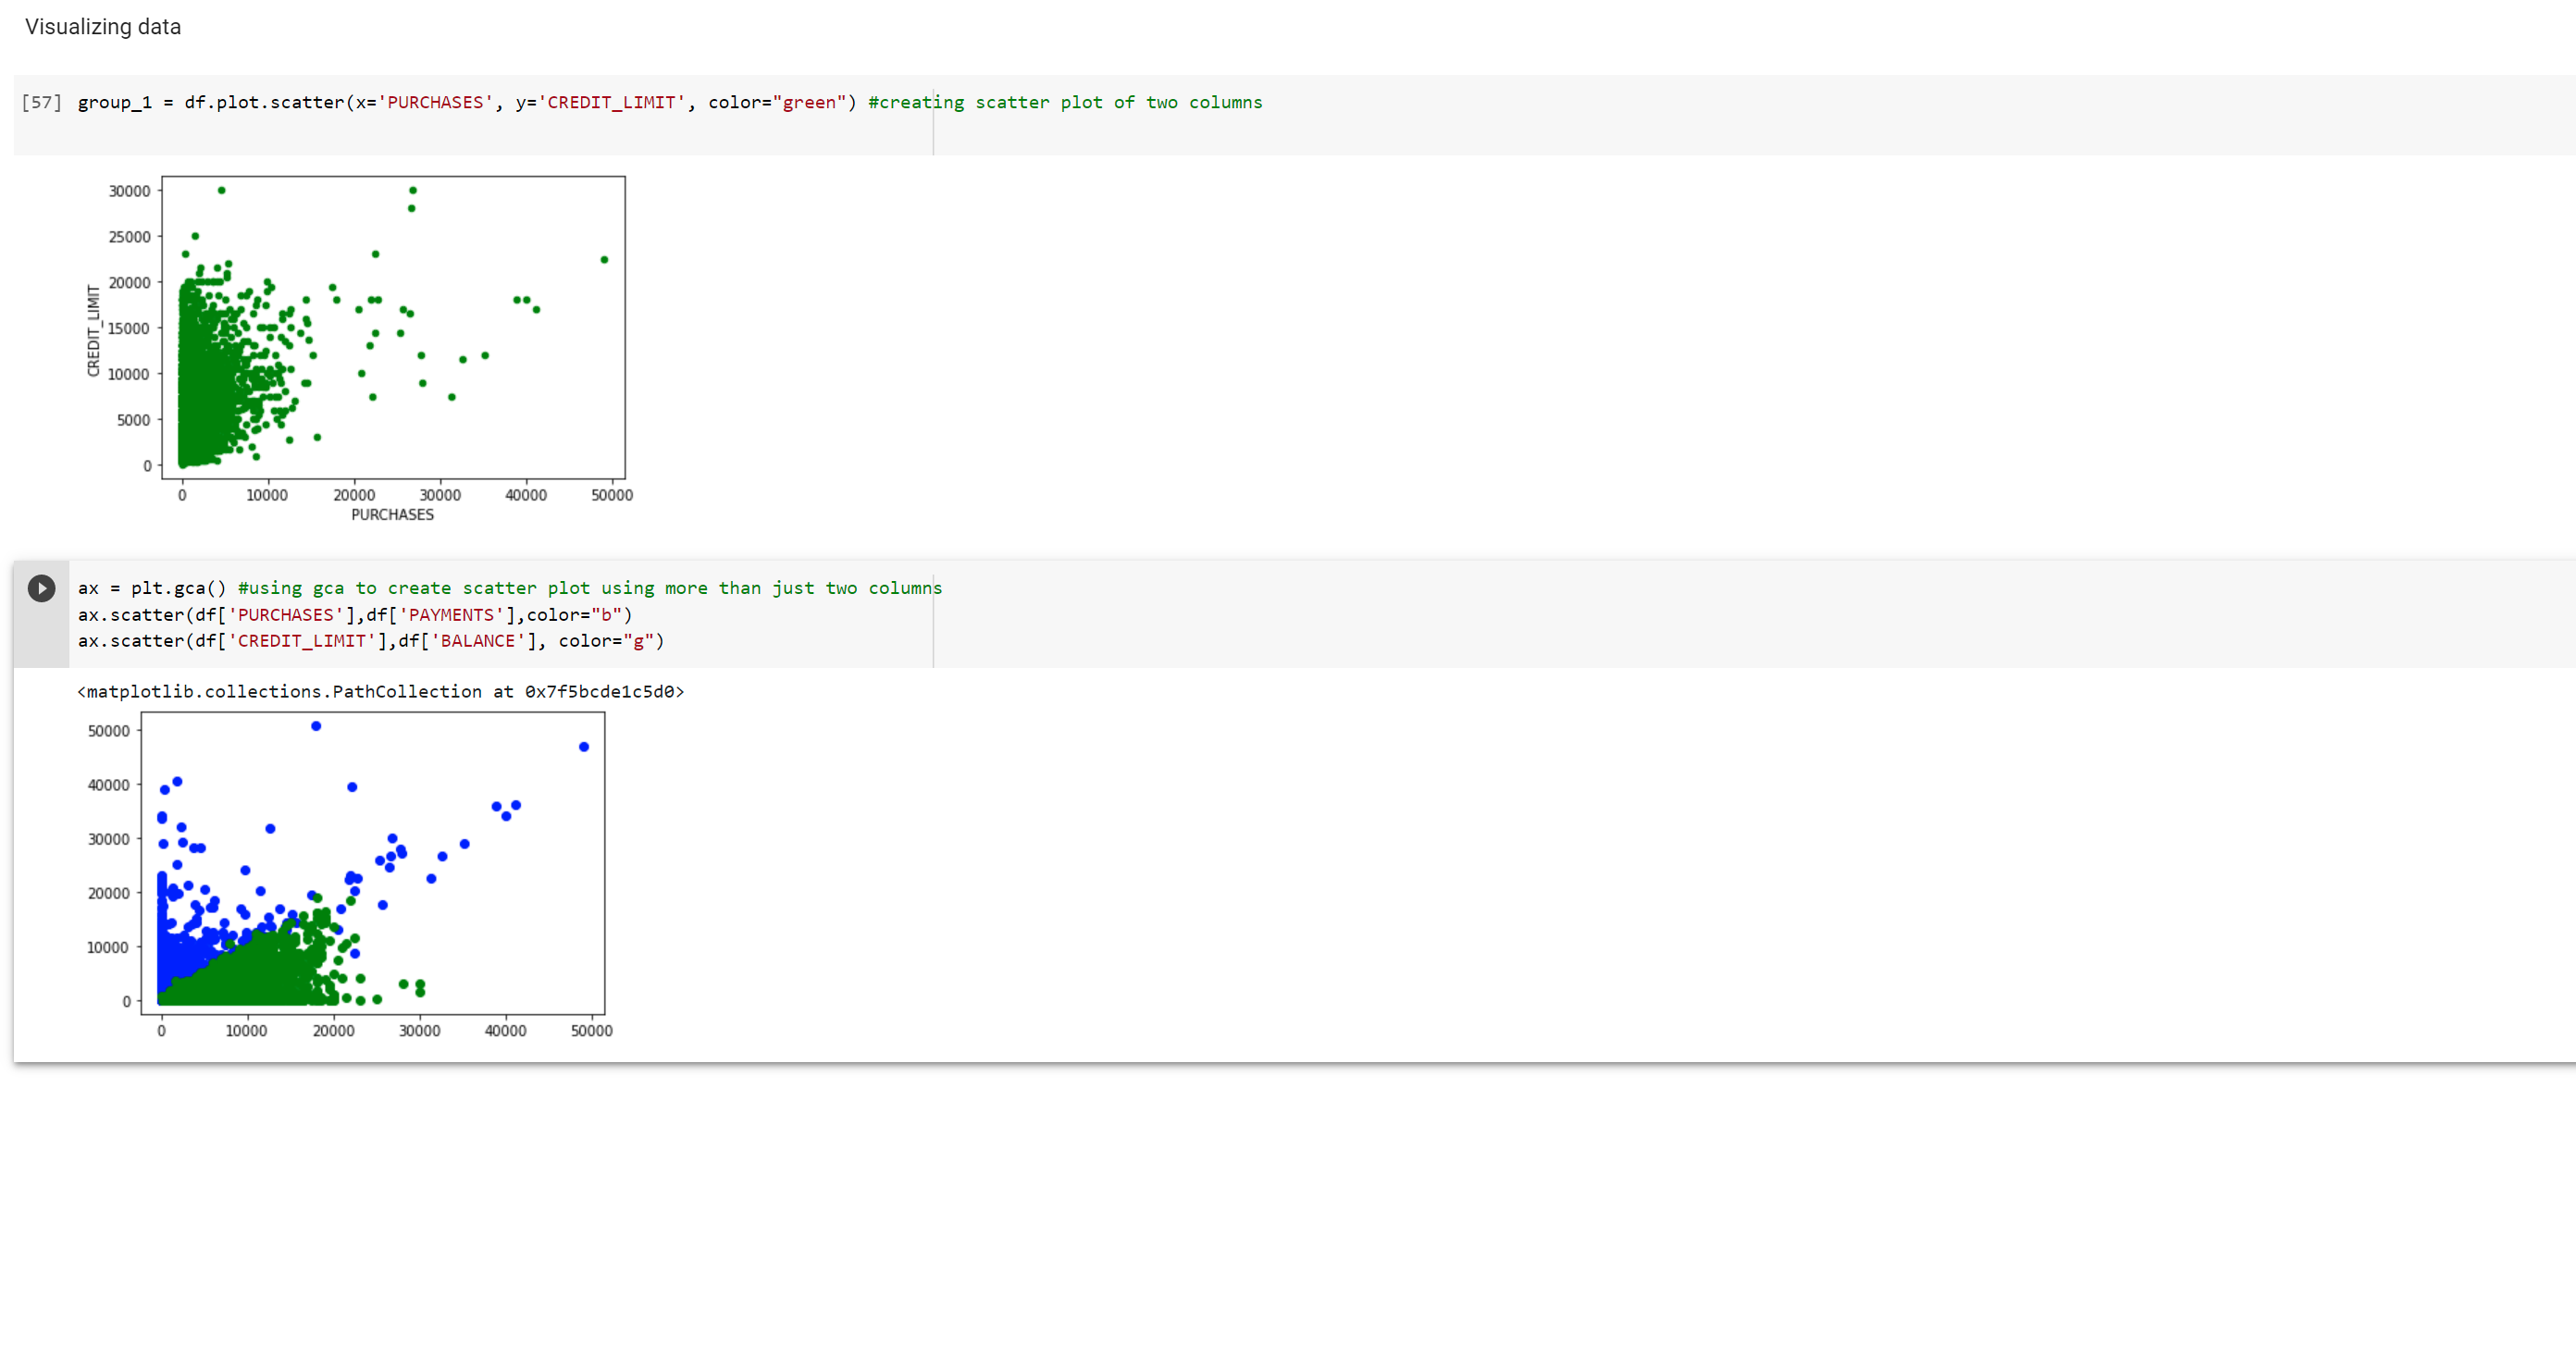 Visualizing data
[57] group_1 = df.plot.scatter(x='PURCHASES', y='CREDIT_LIMIT', color="green") #creating scatter plot of two columns
30000
25000
20000
15000
10000
5000
0
CREDIT_LIMIT
0 10000 20000 30000 40000 50000
PURCHASES
ax = plt.gca() #using gca to create scatter plot using more than just two columns
ax.scatter(df['PURCHASES'],df['PAYMENTS'],color="b")
ax.scatter(df['CREDIT_LIMIT'],df['BALANCE'], color="g")
<matplotlib.collections.PathCollection at 0x7f5bcde1c5d0>
50000
40000
30000
20000
10000
0
0 10000 20000 30000 40000 50000